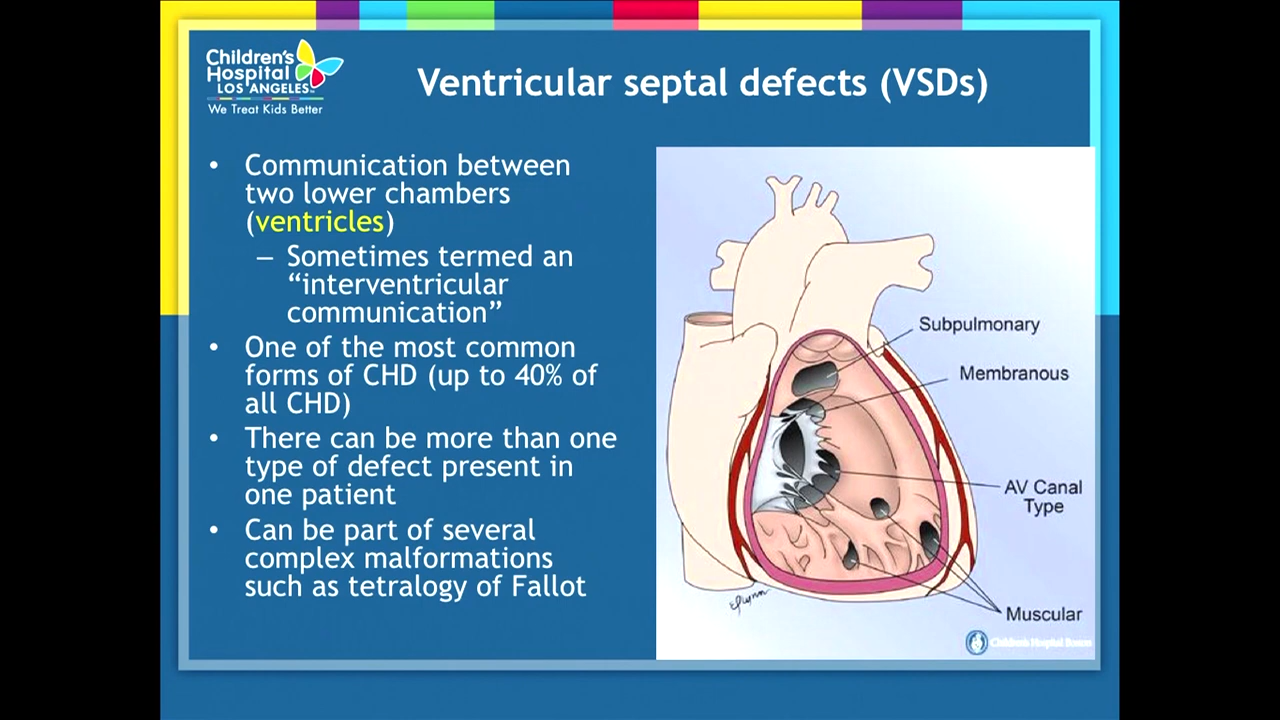 Children's
Hospital
LOS ANGELES
We Treat Kids Better
Ventricular septal defects (VSDs)
• Communication between
two lower chambers
(ventricles)
– Sometimes termed an
“interventricular
communication”
• One of the most common
forms of CHD (up to 40% of
all CHD)
• There can be more than one
type of defect present in
one patient
• Can be part of several
complex malformations
such as tetralogy of Fallot
Subpulmonary
Membranous
AV Canal
Type
Muscular
Children's Hospital Boston